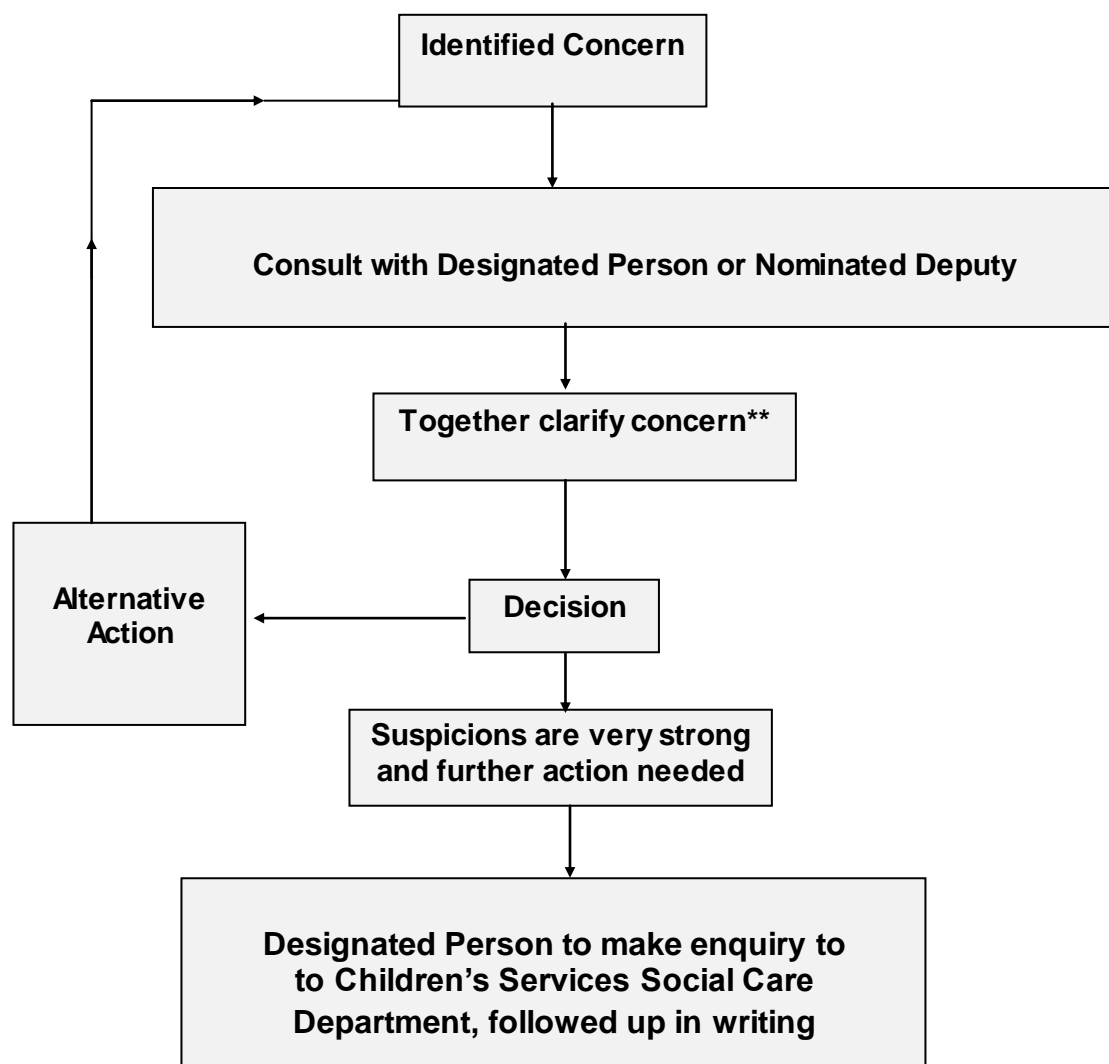 Identified Concern
Consult with Designated Person or Nominated Deputy
Together clarify concern**
Alternative
Action
Decision
Suspicions are very strong
and further action needed
Designated Person to make enquiry to
to Children’s Services Social Care
Department, followed up in writing